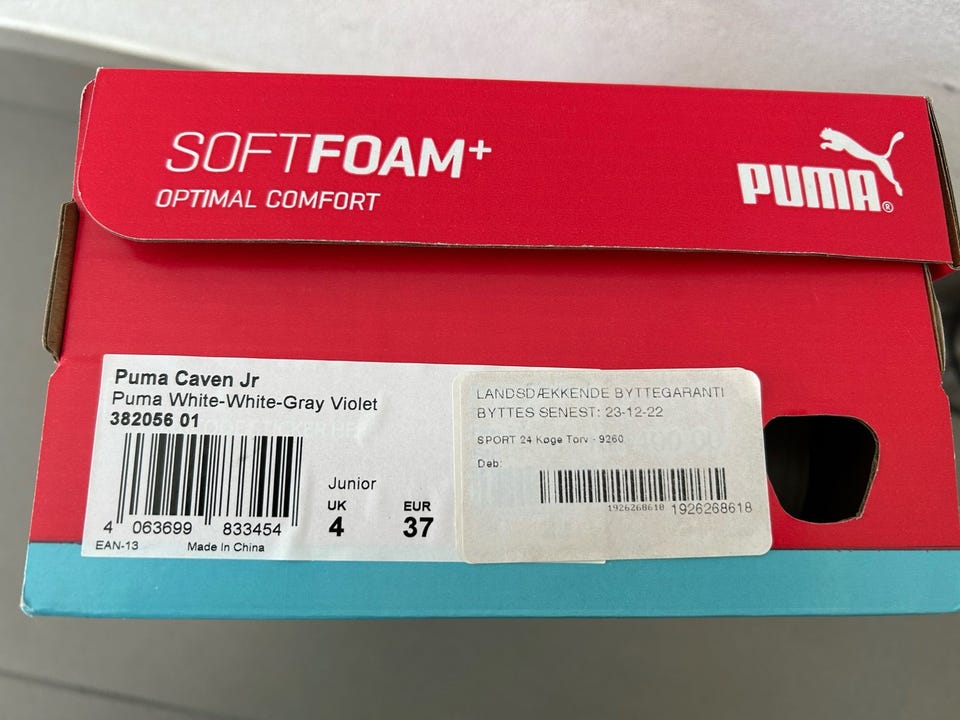 SOFTFOAM+
OPTIMAL COMFORT
PUMA®
Puma Caven Jr
Puma White-White-Gray Violet
382056 01
4 063699 833454
EAN-13
Made In China
Junior
UK
4
EUR
37
LANDSDÆKKENDE BYTTEGARANTI
BYTTES SENEST: 23-12-22
SPORT 24 Køge Torv - 9260
Deb:
1926268618 1926268618